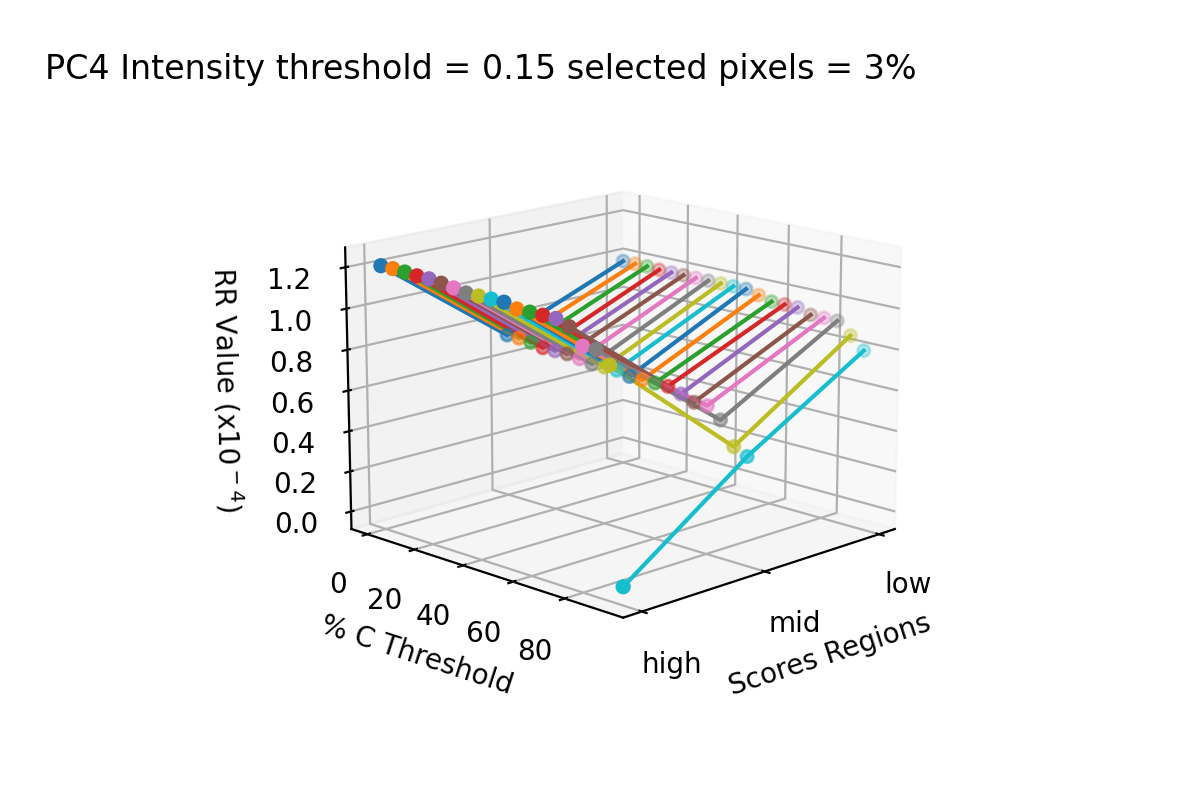 PC4 Intensity threshold = 0.15 selected pixels = 3%
RR Value (x10⁻⁴)
1.2
1.0
0.8
0.6
0.4
0.2
0.0
0
20
40
60
80
% C Threshold
high
mid
low
Scores Regions